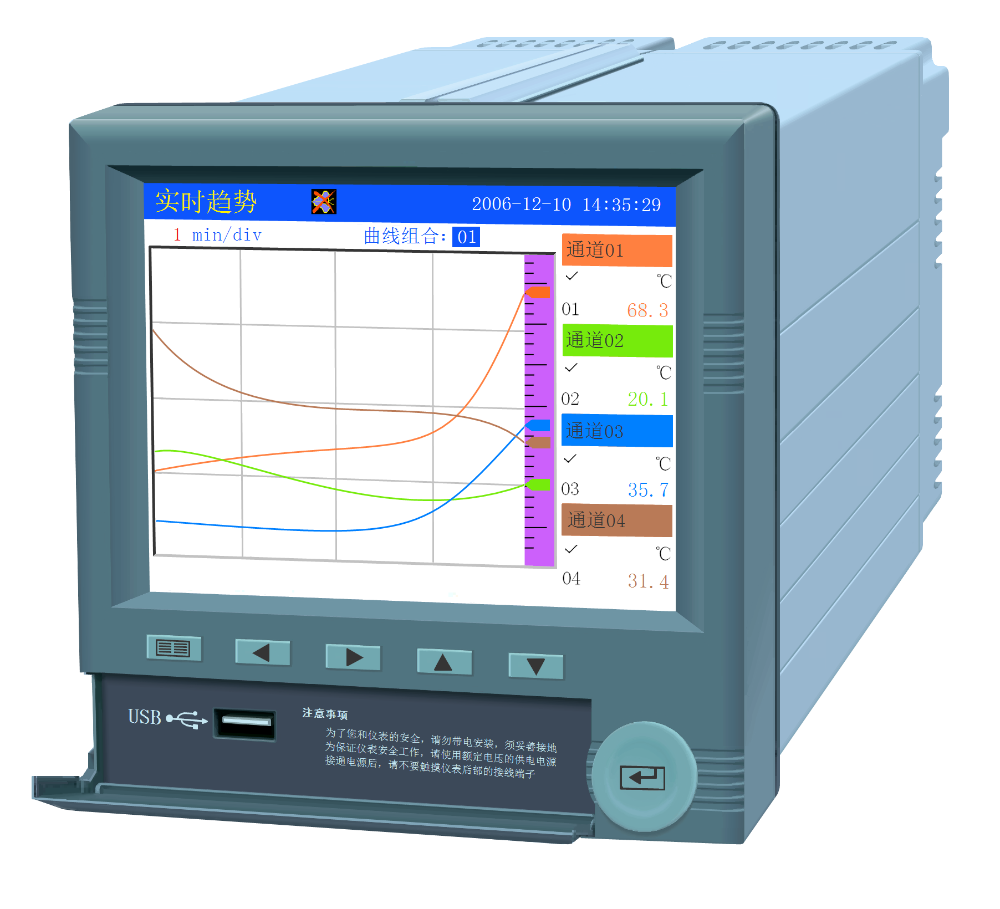 实时趋势
2006-12-10 14:35:29
1 min/div
曲线组合: 01
通道01
℃
01 68.3
通道02
℃
02 20.1
通道03
℃
03 35.7
通道04
℃
04 31.4
USB
注意事项
为了您和仪表的安全，请勿带电安装，须妥善接地
为保证仪表安全工作，请使用额定电压的供电电源
接通电源后，请不要触摸仪表后部的接线端子